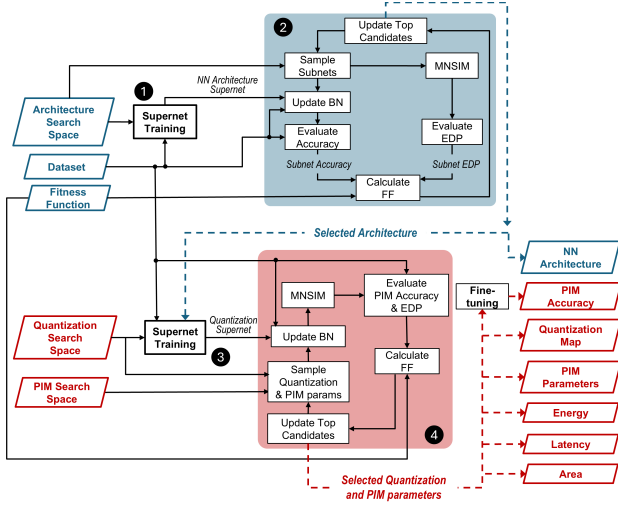 2
Update Top
Candidates
Sample
Subnets
MNSIM
NN Architecture
Supernet
1
Architecture
Search
Space
Supernet
Training
Update BN
Evaluate
Accuracy
Evaluate
EDP
Dataset
Subnet Accuracy
Subnet EDP
Fitness
Function
Calculate
FF
Selected Architecture
NN
Architecture
MNSIM
Evaluate
PIM Accuracy
& EDP
Fine-
tuning
PIM
Accuracy
Quantization
Search
Space
Supernet
Training
Quantization
Supernet
3
Update BN
Quantization
Map
Calculate
FF
Sample
Quantization
& PIM params
PIM Search
Space
PIM
Parameters
Energy
Update Top
Candidates
4
Latency
Area
Selected Quantization
and PIM parameters